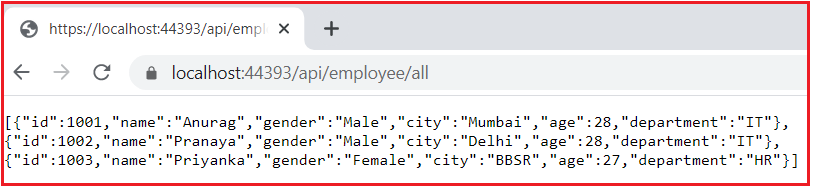 https://localhost:44393/api/empl
localhost:44393/api/employee/all
[{"id":1001,"name":"Anurag","gender":"Male","city":"Mumbai","age":28,"department":"IT"},
{"id":1002,"name":"Pranaya","gender":"Male","city":"Delhi","age":28,"department":"IT"},
{"id":1003,"name":"Priyanka","gender":"Female","city":"BBSR","age":27,"department":"HR"}]